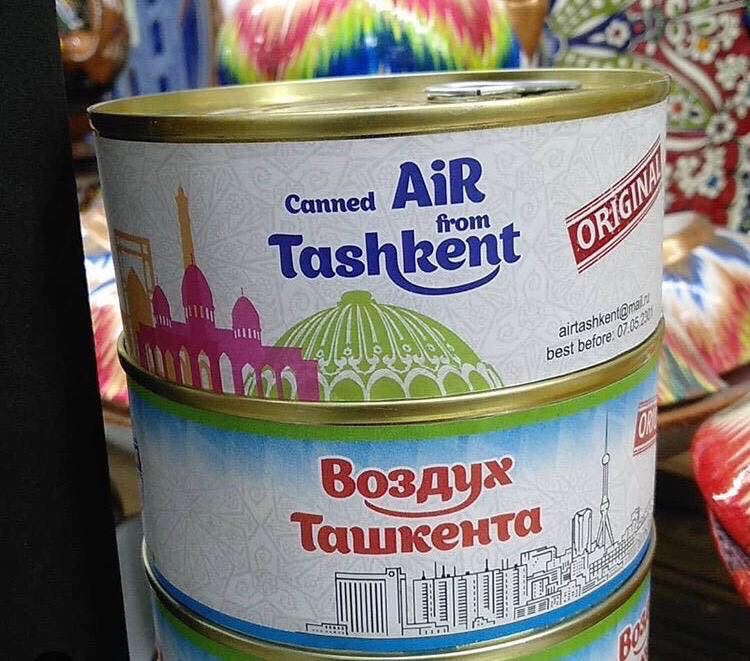 Canned AiR
from
Tashkent
ORIGINAL
airtashkent@mail.ru
best before: 07.05.2301
Воздух
Ташкента